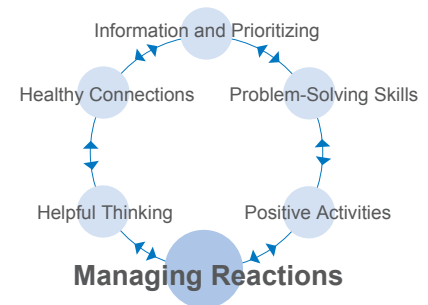 Information and Prioritizing
Healthy Connections
Problem-Solving Skills
Helpful Thinking
Positive Activities
Managing Reactions